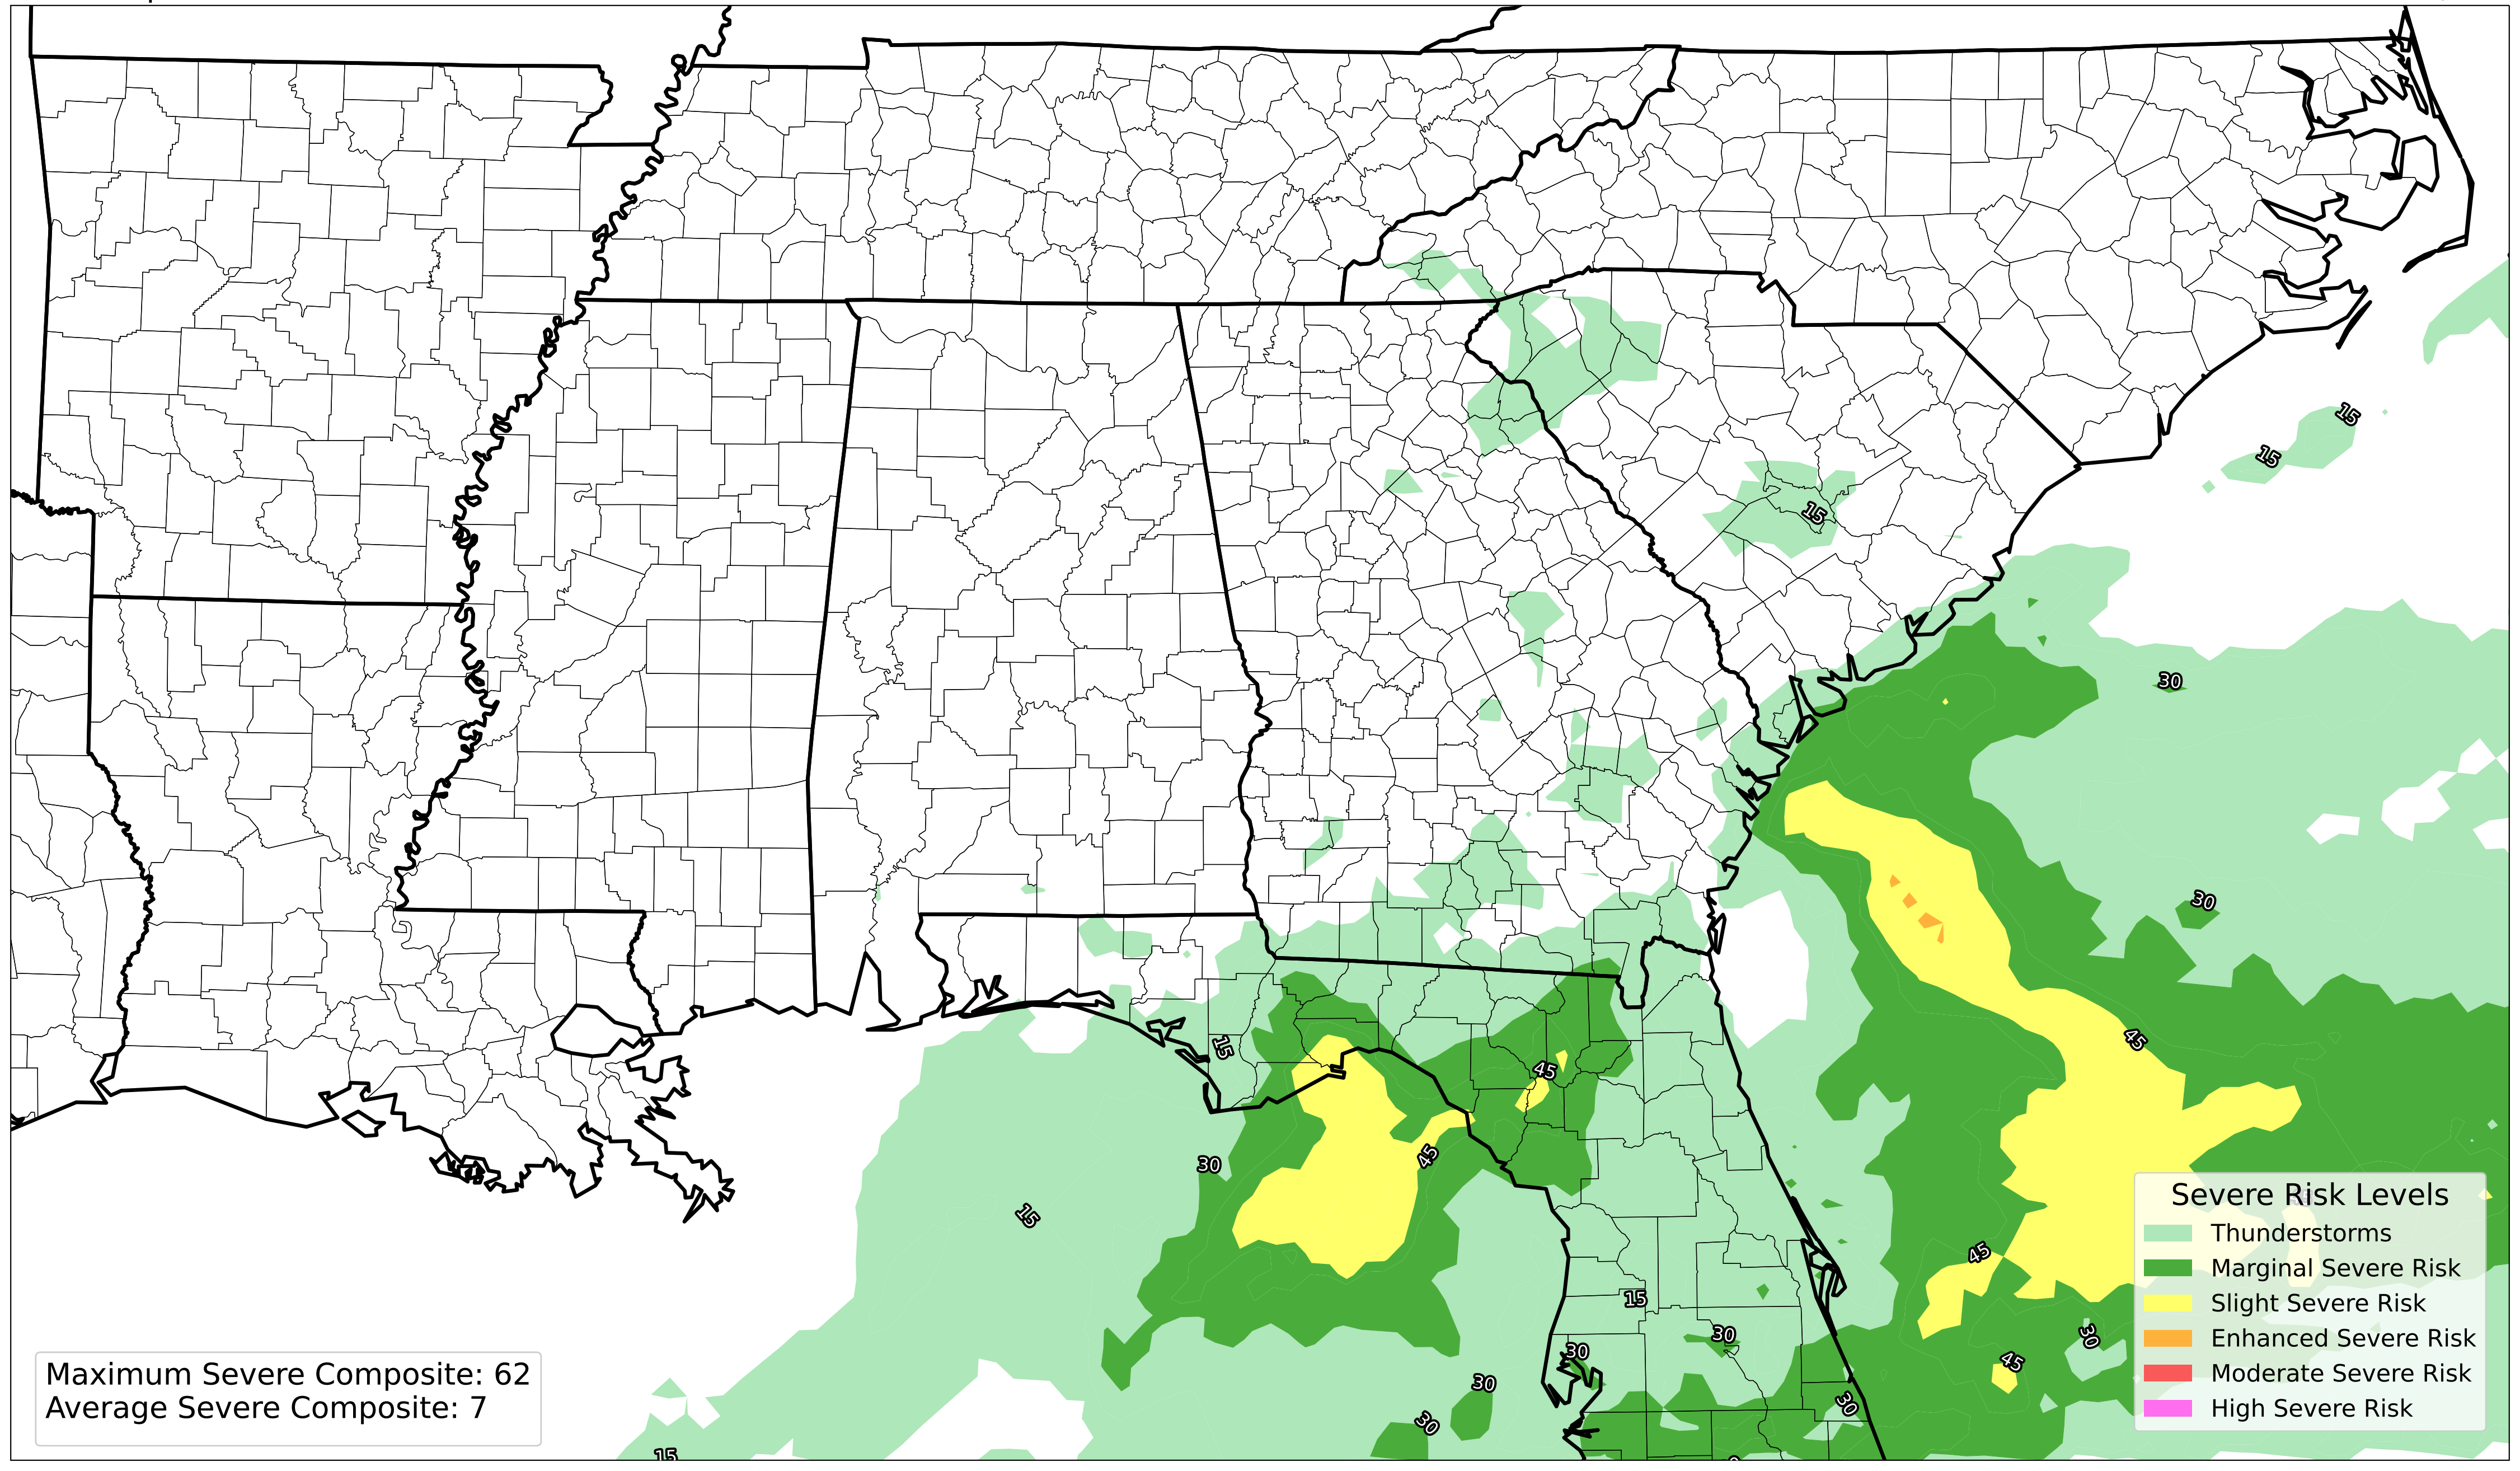 15
15
15
30
30
45
45
15
30
45
15
45
15
30
30
45
30
30
30
30
15
Severe Risk Levels
Thunderstorms
Marginal Severe Risk
Slight Severe Risk
Enhanced Severe Risk
Moderate Severe Risk
High Severe Risk
Maximum Severe Composite: 62
Average Severe Composite: 7